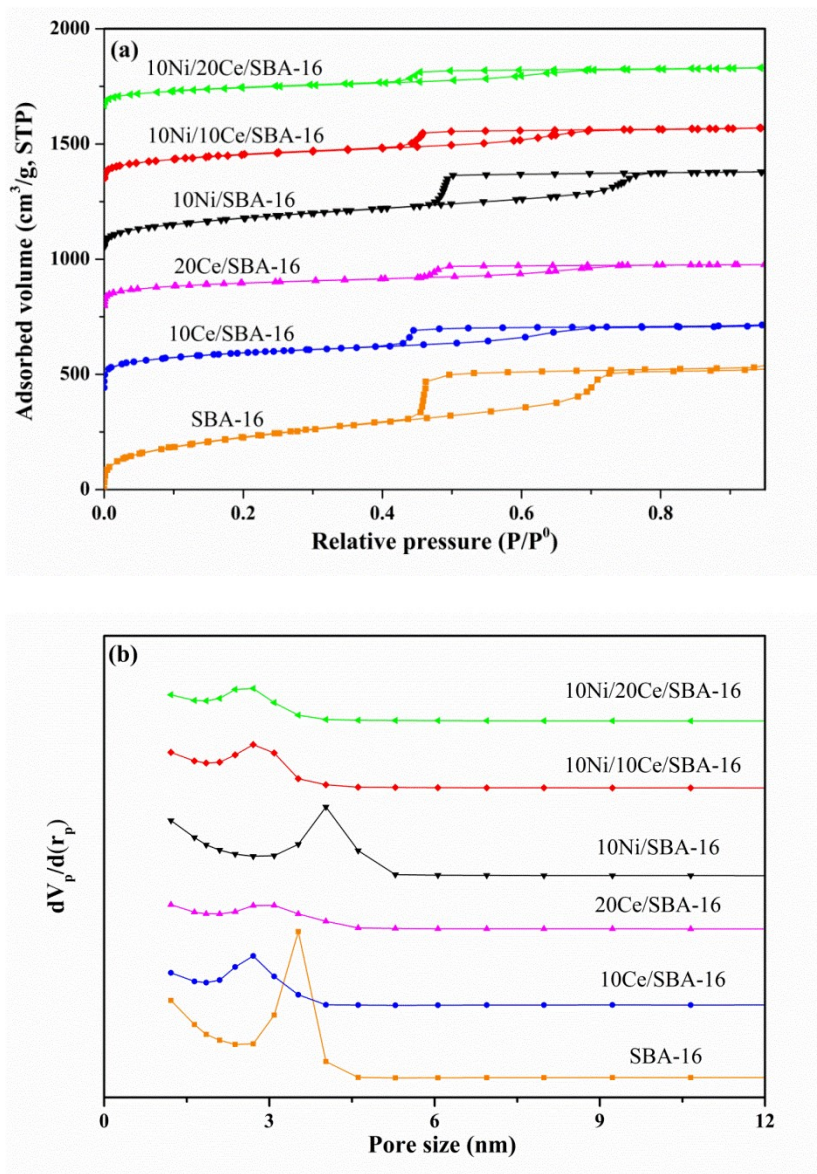 (a)
2000
1500
1000
500
0
Adsorbed volume (cm³/g, STP)
10Ni/20Ce/SBA-16
10Ni/10Ce/SBA-16
10Ni/SBA-16
20Ce/SBA-16
10Ce/SBA-16
SBA-16
0.0 0.2 0.4 0.6 0.8
Relative pressure (P/P⁰)
(b)
dVₚ/d(rₚ)
10Ni/20Ce/SBA-16
10Ni/10Ce/SBA-16
10Ni/SBA-16
20Ce/SBA-16
10Ce/SBA-16
SBA-16
0 3 6 9 12
Pore size (nm)